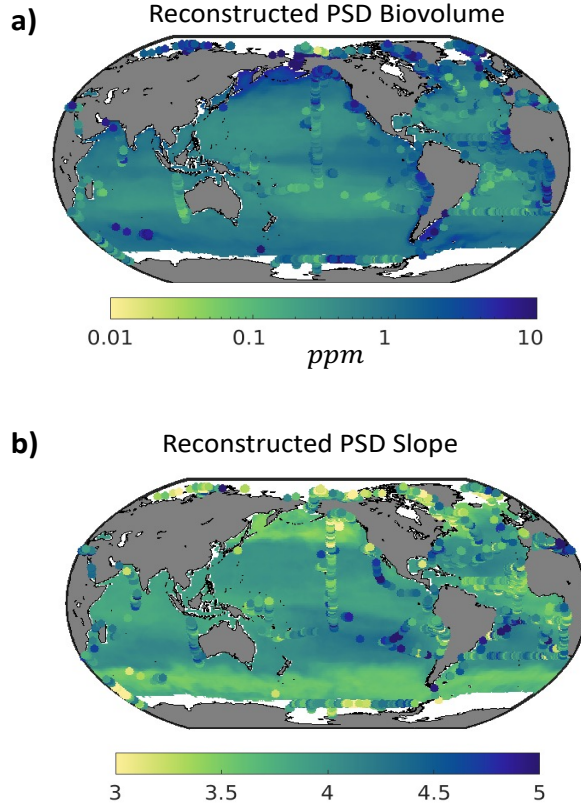 a)
Reconstructed PSD Biovolume
0.01 0.1 1 10
ppm
b)
Reconstructed PSD Slope
3 3.5 4 4.5 5